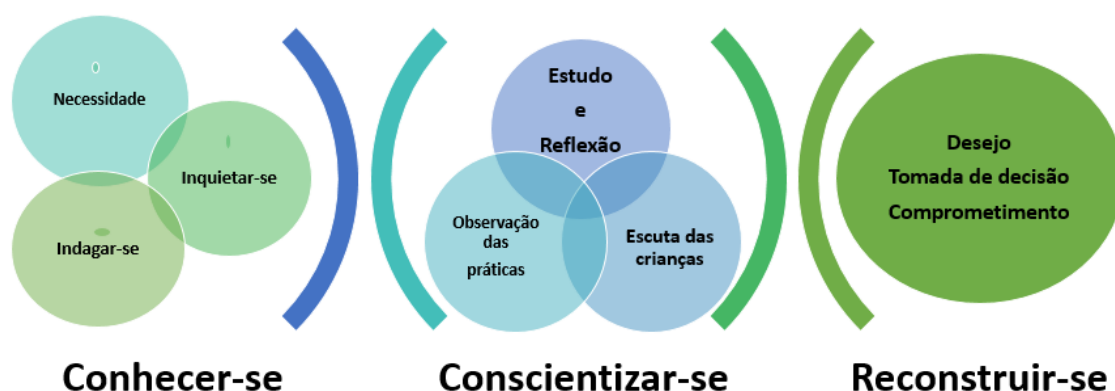 Necessidade
Inquietar-se
Indagar-se
Conhecer-se
Estudo
e
Reflexão
Observação
das
práticas
Escuta das
crianças
Conscientizar-se
Desejo
Tomada de decisão
Comprometimento
Reconstruir-se